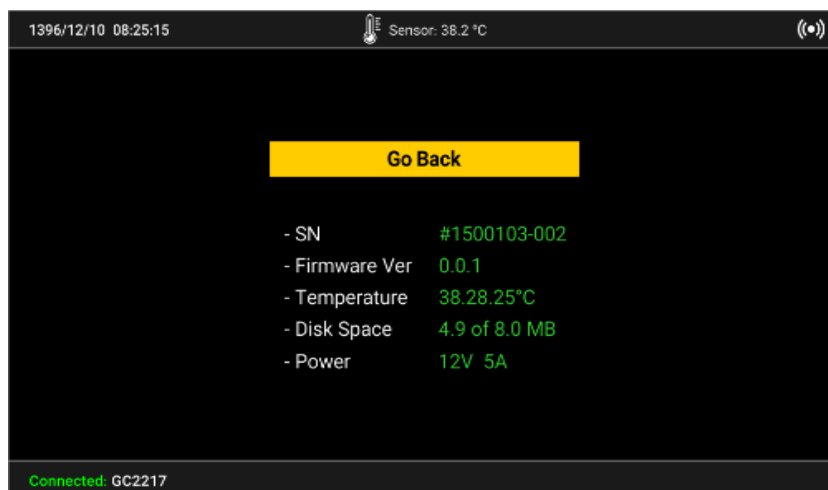 1396/12/10 08:25:15
Sensor: 38.2 °C
Go Back
- SN #1500103-002
- Firmware Ver 0.0.1
- Temperature 38.28.25°C
- Disk Space 4.9 of 8.0 MB
- Power 12V 5A
Connected: GC2217